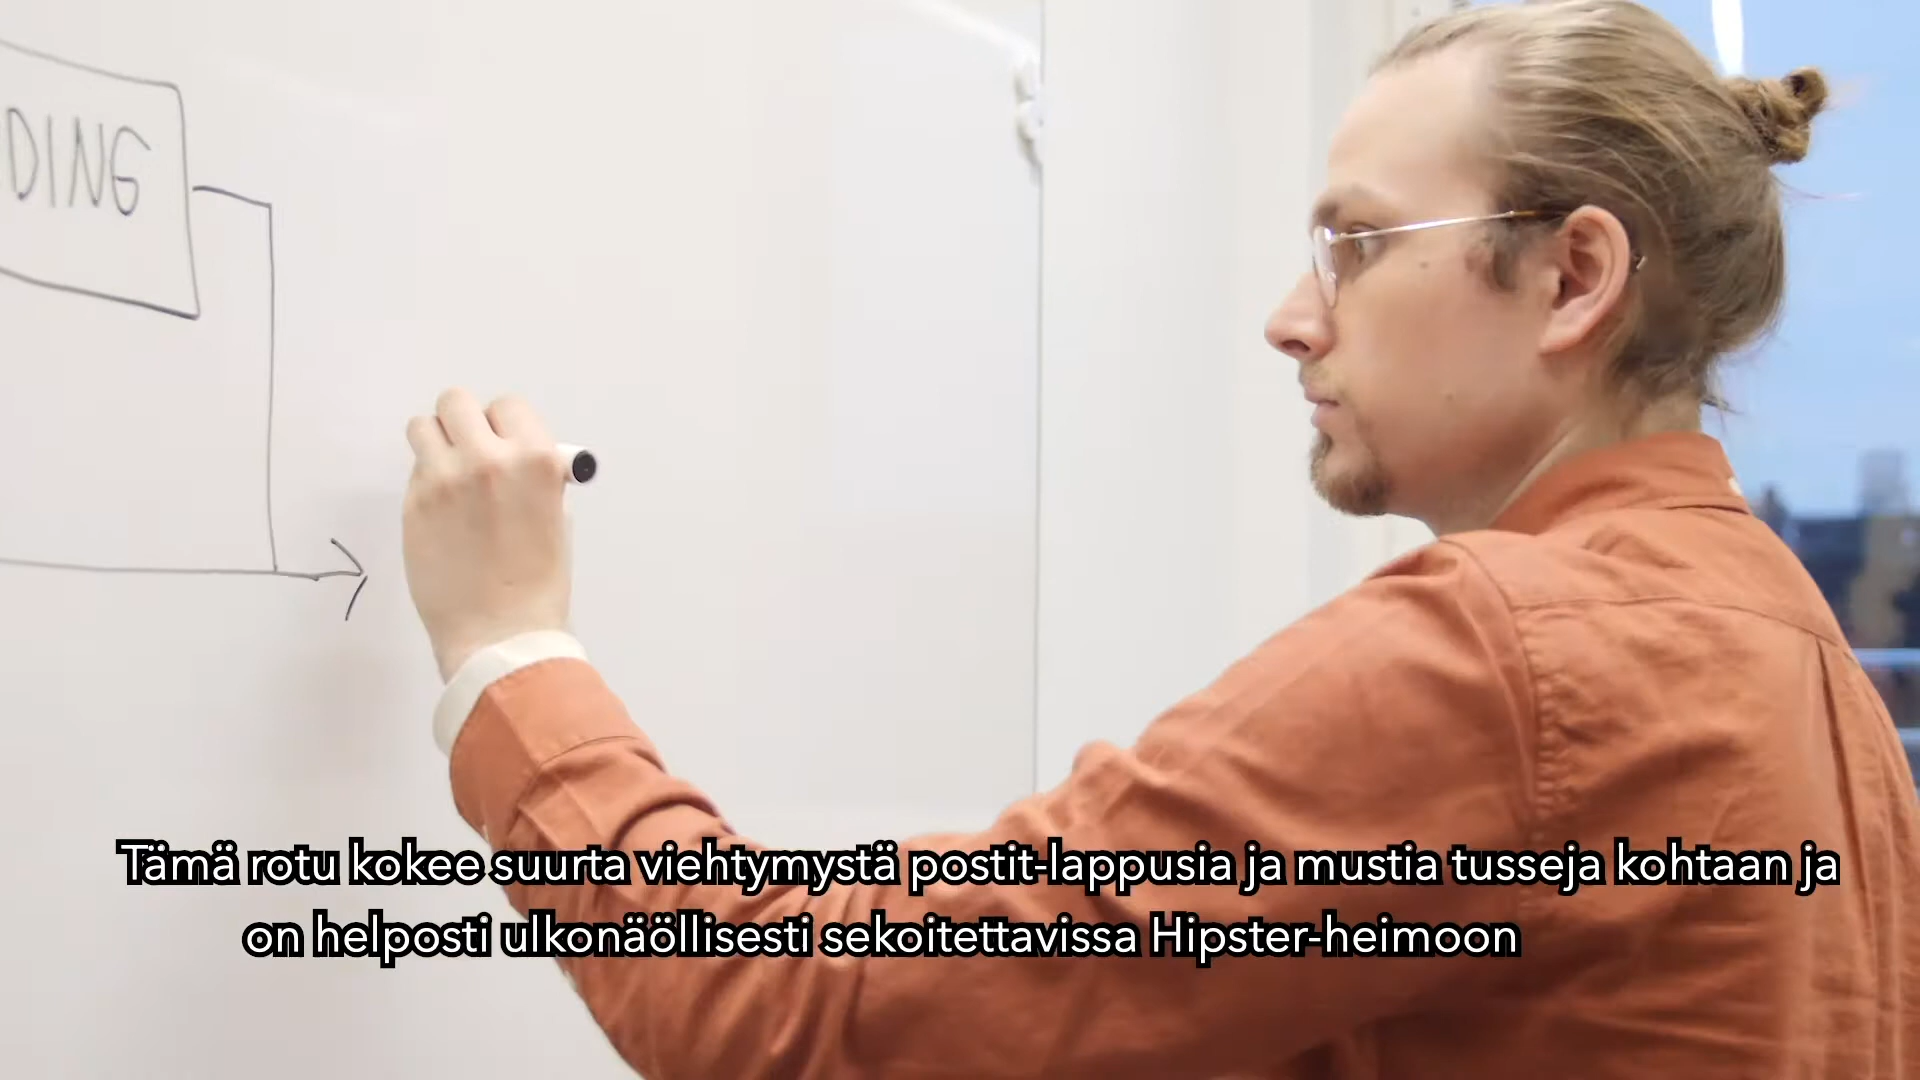 DING
Tämä rotu kokee suurta viehtymystä postit-lappusia ja mustia tusseja kohtaan ja
on helposti ulkonäöllisesti sekoitettavissa Hipster-heimoon